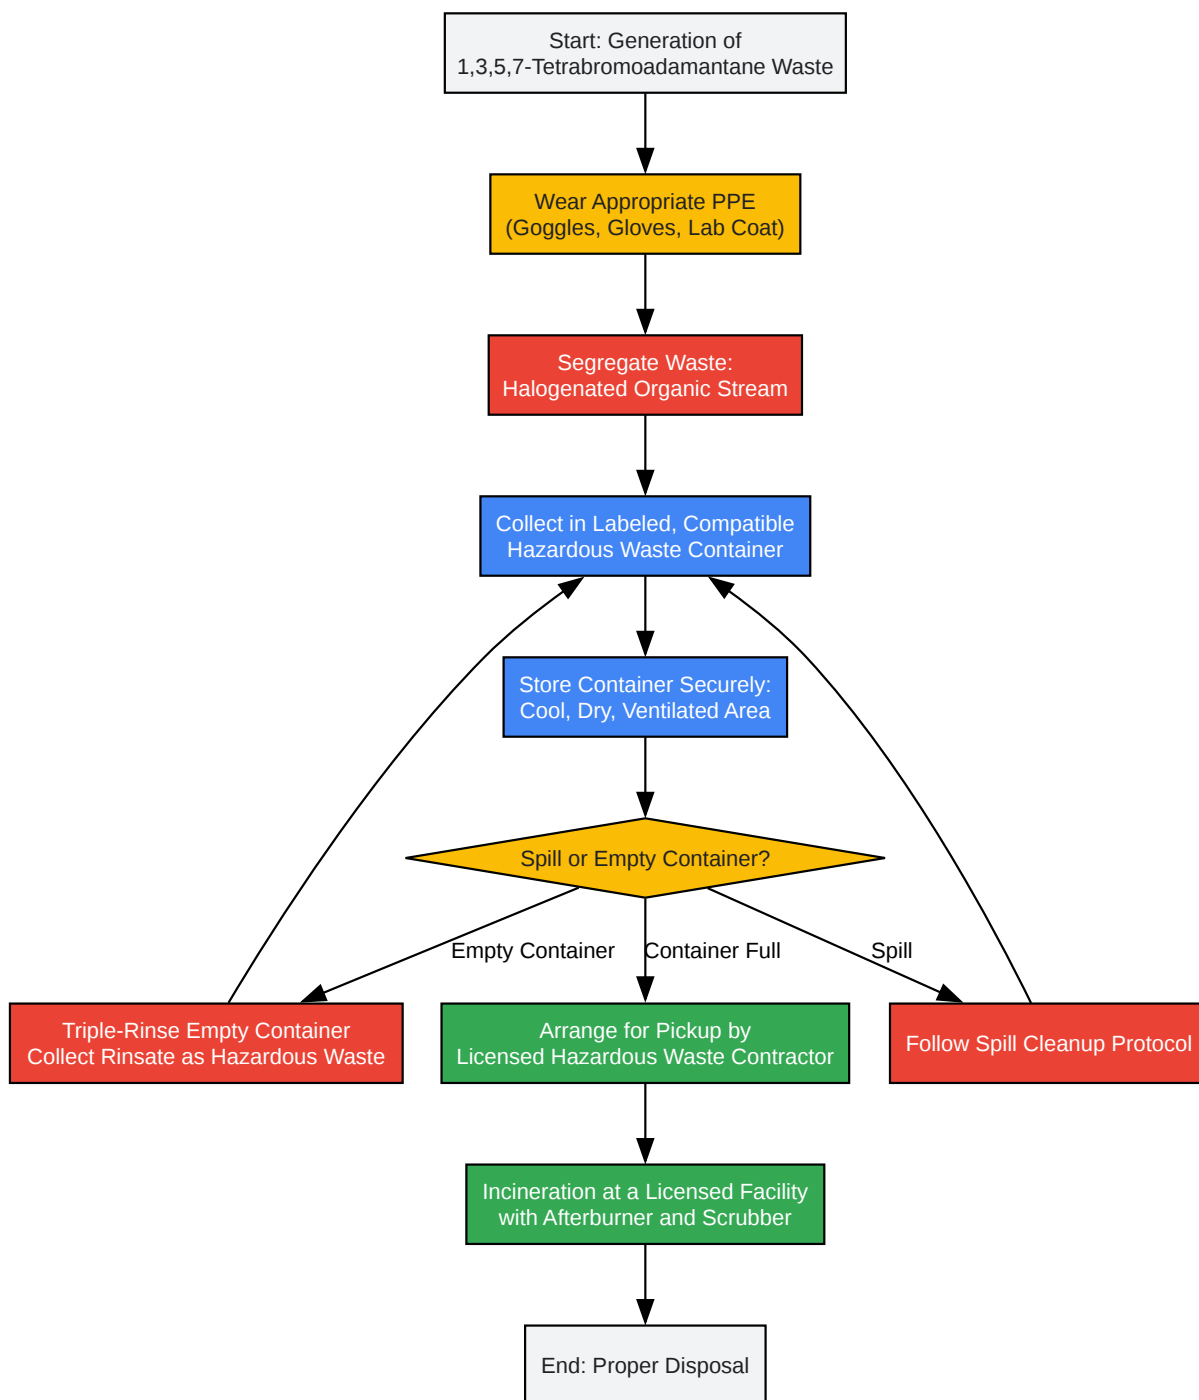 Start: Generation of
1,3,5,7-Tetrabromoadamantane Waste
Wear Appropriate PPE
(Goggles, Gloves, Lab Coat)
Segregate Waste:
Halogenated Organic Stream
Collect in Labeled, Compatible
Hazardous Waste Container
Store Container Securely:
Cool, Dry, Ventilated Area
Spill or Empty Container?
Empty Container
Container Full
Spill
Triple-Rinse Empty Container
Collect Rinsate as Hazardous Waste
Arrange for Pickup by
Licensed Hazardous Waste Contractor
Follow Spill Cleanup Protocol
Incineration at a Licensed Facility
with Afterburner and Scrubber
End: Proper Disposal